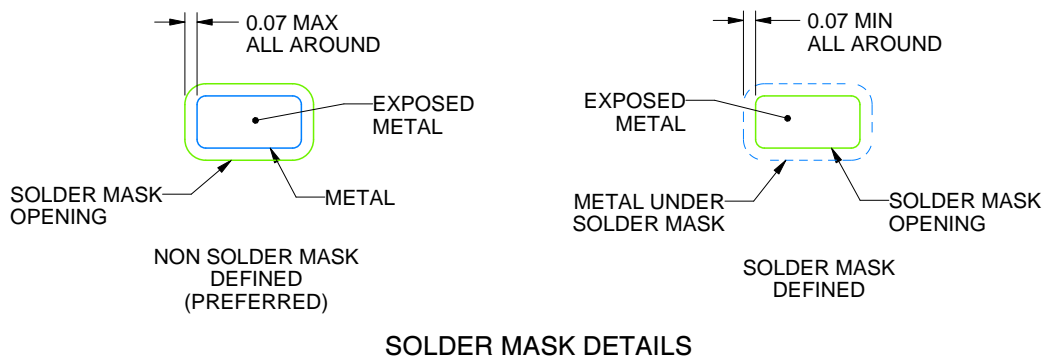 0.07 MAX
ALL AROUND
EXPOSED
METAL
SOLDER MASK
OPENING
METAL
NON SOLDER MASK
DEFINED
(PREFERRED)
0.07 MIN
ALL AROUND
EXPOSED
METAL
METAL UNDER
SOLDER MASK
SOLDER MASK
OPENING
SOLDER MASK
DEFINED
SOLDER MASK DETAILS